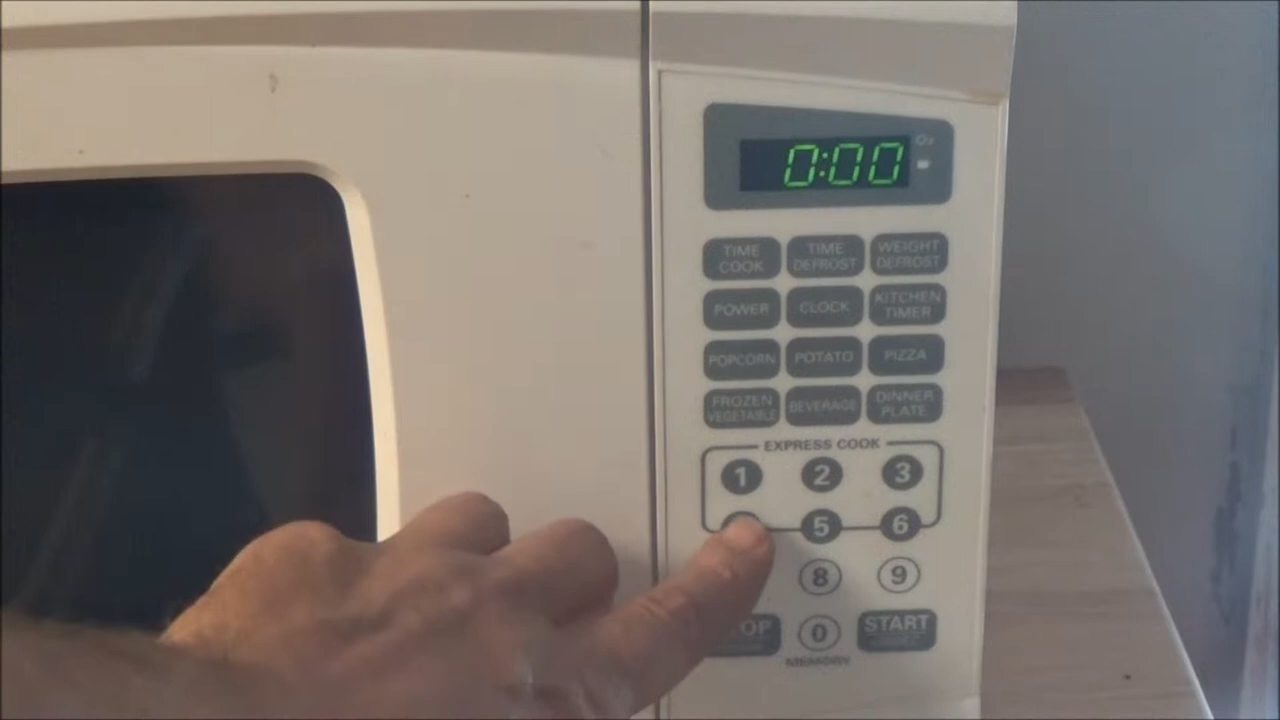 0:00
TIME COOK TIME DEFROST WEIGHT DEFROST
POWER CLOCK KITCHEN TIMER
POPCORN POTATO PIZZA
FROZEN VEGETABLE BEVERAGE DINNER PLATE
EXPRESS COOK
1 2 3
5 6
8 9
TOP 0 START
MEMORY